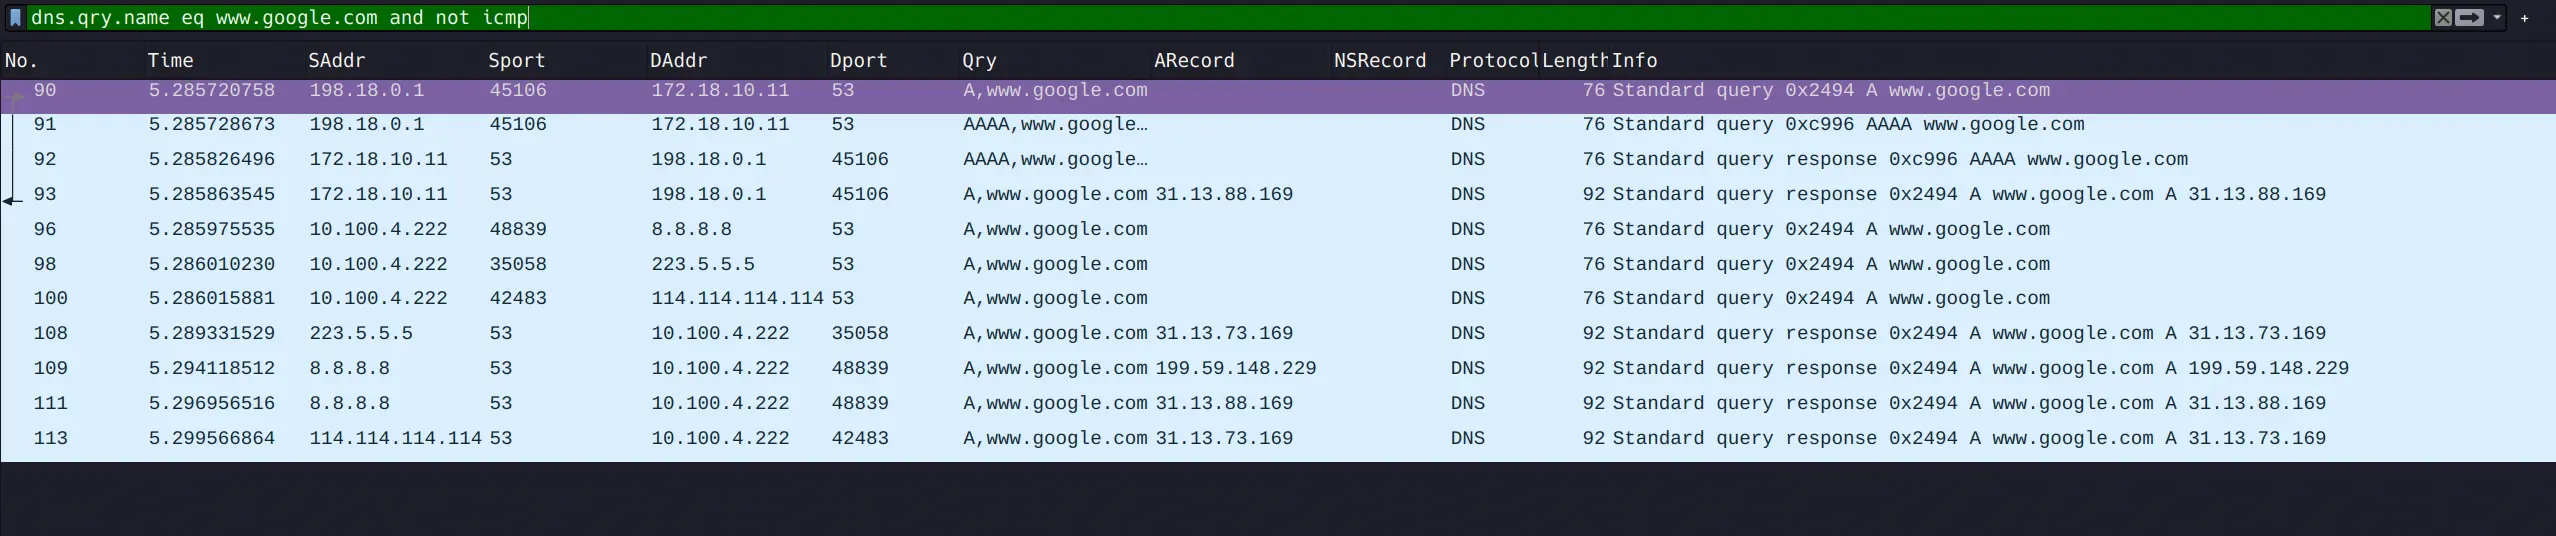 dns.qry.name eq www.google.com and not icmp
No. Time SAddr Sport DAddr Dport Qry ARecord NSRecord Protocol Length Info
90 5.285720758 198.18.0.1 45106 172.18.10.11 53 A,www.google.com DNS 76 Standard query 0x2494 A www.google.com
91 5.285728673 198.18.0.1 45106 172.18.10.11 53 AAAA,www.google… DNS 76 Standard query 0xc996 AAAA www.google.com
92 5.285826496 172.18.10.11 53 198.18.0.1 45106 AAAA,www.google… DNS 76 Standard query response 0xc996 AAAA www.google.com
93 5.285863545 172.18.10.11 53 198.18.0.1 45106 A,www.google.com 31.13.88.169 DNS 92 Standard query response 0x2494 A www.google.com A 31.13.88.169
96 5.285975535 10.100.4.222 48839 8.8.8.8 53 A,www.google.com DNS 76 Standard query 0x2494 A www.google.com
98 5.286010230 10.100.4.222 35058 223.5.5.5 53 A,www.google.com DNS 76 Standard query 0x2494 A www.google.com
100 5.286015881 10.100.4.222 42483 114.114.114.114 53 A,www.google.com DNS 76 Standard query 0x2494 A www.google.com
108 5.289331529 223.5.5.5 53 10.100.4.222 35058 A,www.google.com 31.13.73.169 DNS 92 Standard query response 0x2494 A www.google.com A 31.13.73.169
109 5.294118512 8.8.8.8 53 10.100.4.222 48839 A,www.google.com 199.59.148.229 DNS 92 Standard query response 0x2494 A www.google.com A 199.59.148.229
111 5.296956516 8.8.8.8 53 10.100.4.222 48839 A,www.google.com 31.13.88.169 DNS 92 Standard query response 0x2494 A www.google.com A 31.13.88.169
113 5.299566864 114.114.114.114 53 10.100.4.222 42483 A,www.google.com 31.13.73.169 DNS 92 Standard query response 0x2494 A www.google.com A 31.13.73.169